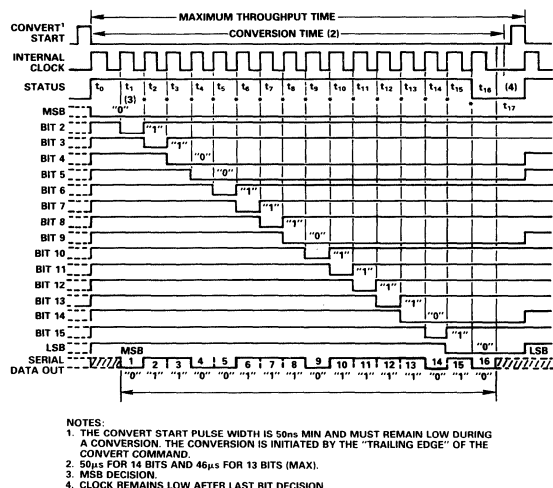 MAXIMUM THROUGHPUT TIME
CONVERT¹
START
CONVERSION TIME (2)
INTERNAL
CLOCK
STATUS
t0 t1 t2 t3 t4 t5 t6 t7 t8 t9 t10 t11 t12 t13 t14 t15 t16 (4)
(3)
t17
MSB "0"
BIT 2 "1"
BIT 3 "1"
BIT 4 "0"
BIT 5 "0"
BIT 6 "1"
BIT 7 "1"
BIT 8 "1"
BIT 9 "0"
BIT 10 "1"
BIT 11 "1"
BIT 12 "1"
BIT 13 "1"
BIT 14 "0"
BIT 15 "1"
LSB "0" LSB
MSB
SERIAL
DATA OUT
1 2 3 4 5 6 7 8 9 10 11 12 13 14 15 16
"0" "1" "1" "0" "0" "1" "1" "1" "0" "1" "1" "1" "1" "0" "1" "0"
NOTES:
1. THE CONVERT START PULSE WIDTH IS 50ns MIN AND MUST REMAIN LOW DURING
A CONVERSION. THE CONVERSION IS INITIATED BY THE "TRAILING EDGE" OF THE
CONVERT COMMAND.
2. 50µs FOR 14 BITS AND 46µs FOR 13 BITS (MAX).
3. MSB DECISION.
4. CLOCK REMAINS LOW AFTER LAST BIT DECISION